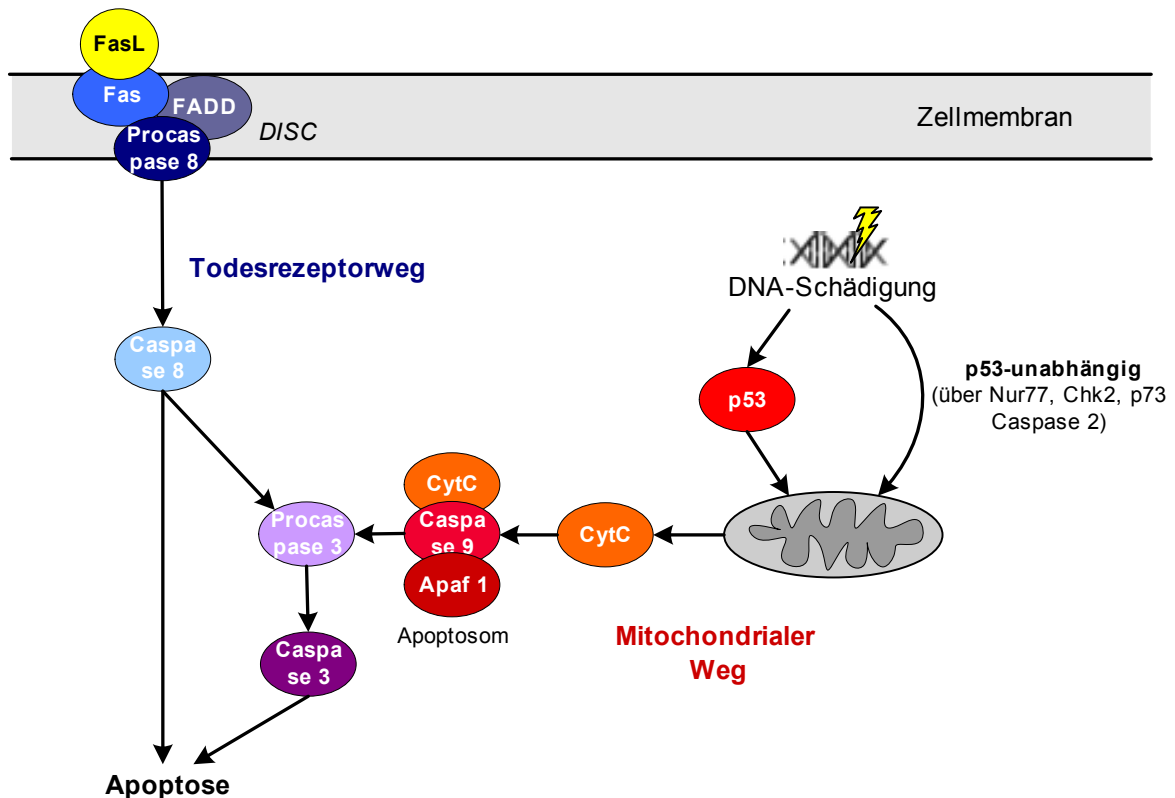 FasL
Fas
FADD
Procas
pase 8
DISC
Zellmembran
Todesrezeptorweg
DNA-Schädigung
Caspa
se 8
p53
p53-unabhängig
(über Nur77, Chk2, p73
Caspase 2)
CytC
Procas
pase 3
Caspa
se 9
CytC
Apaf 1
Apoptosom
Caspa
se 3
Mitochondrialer
Weg
Apoptose